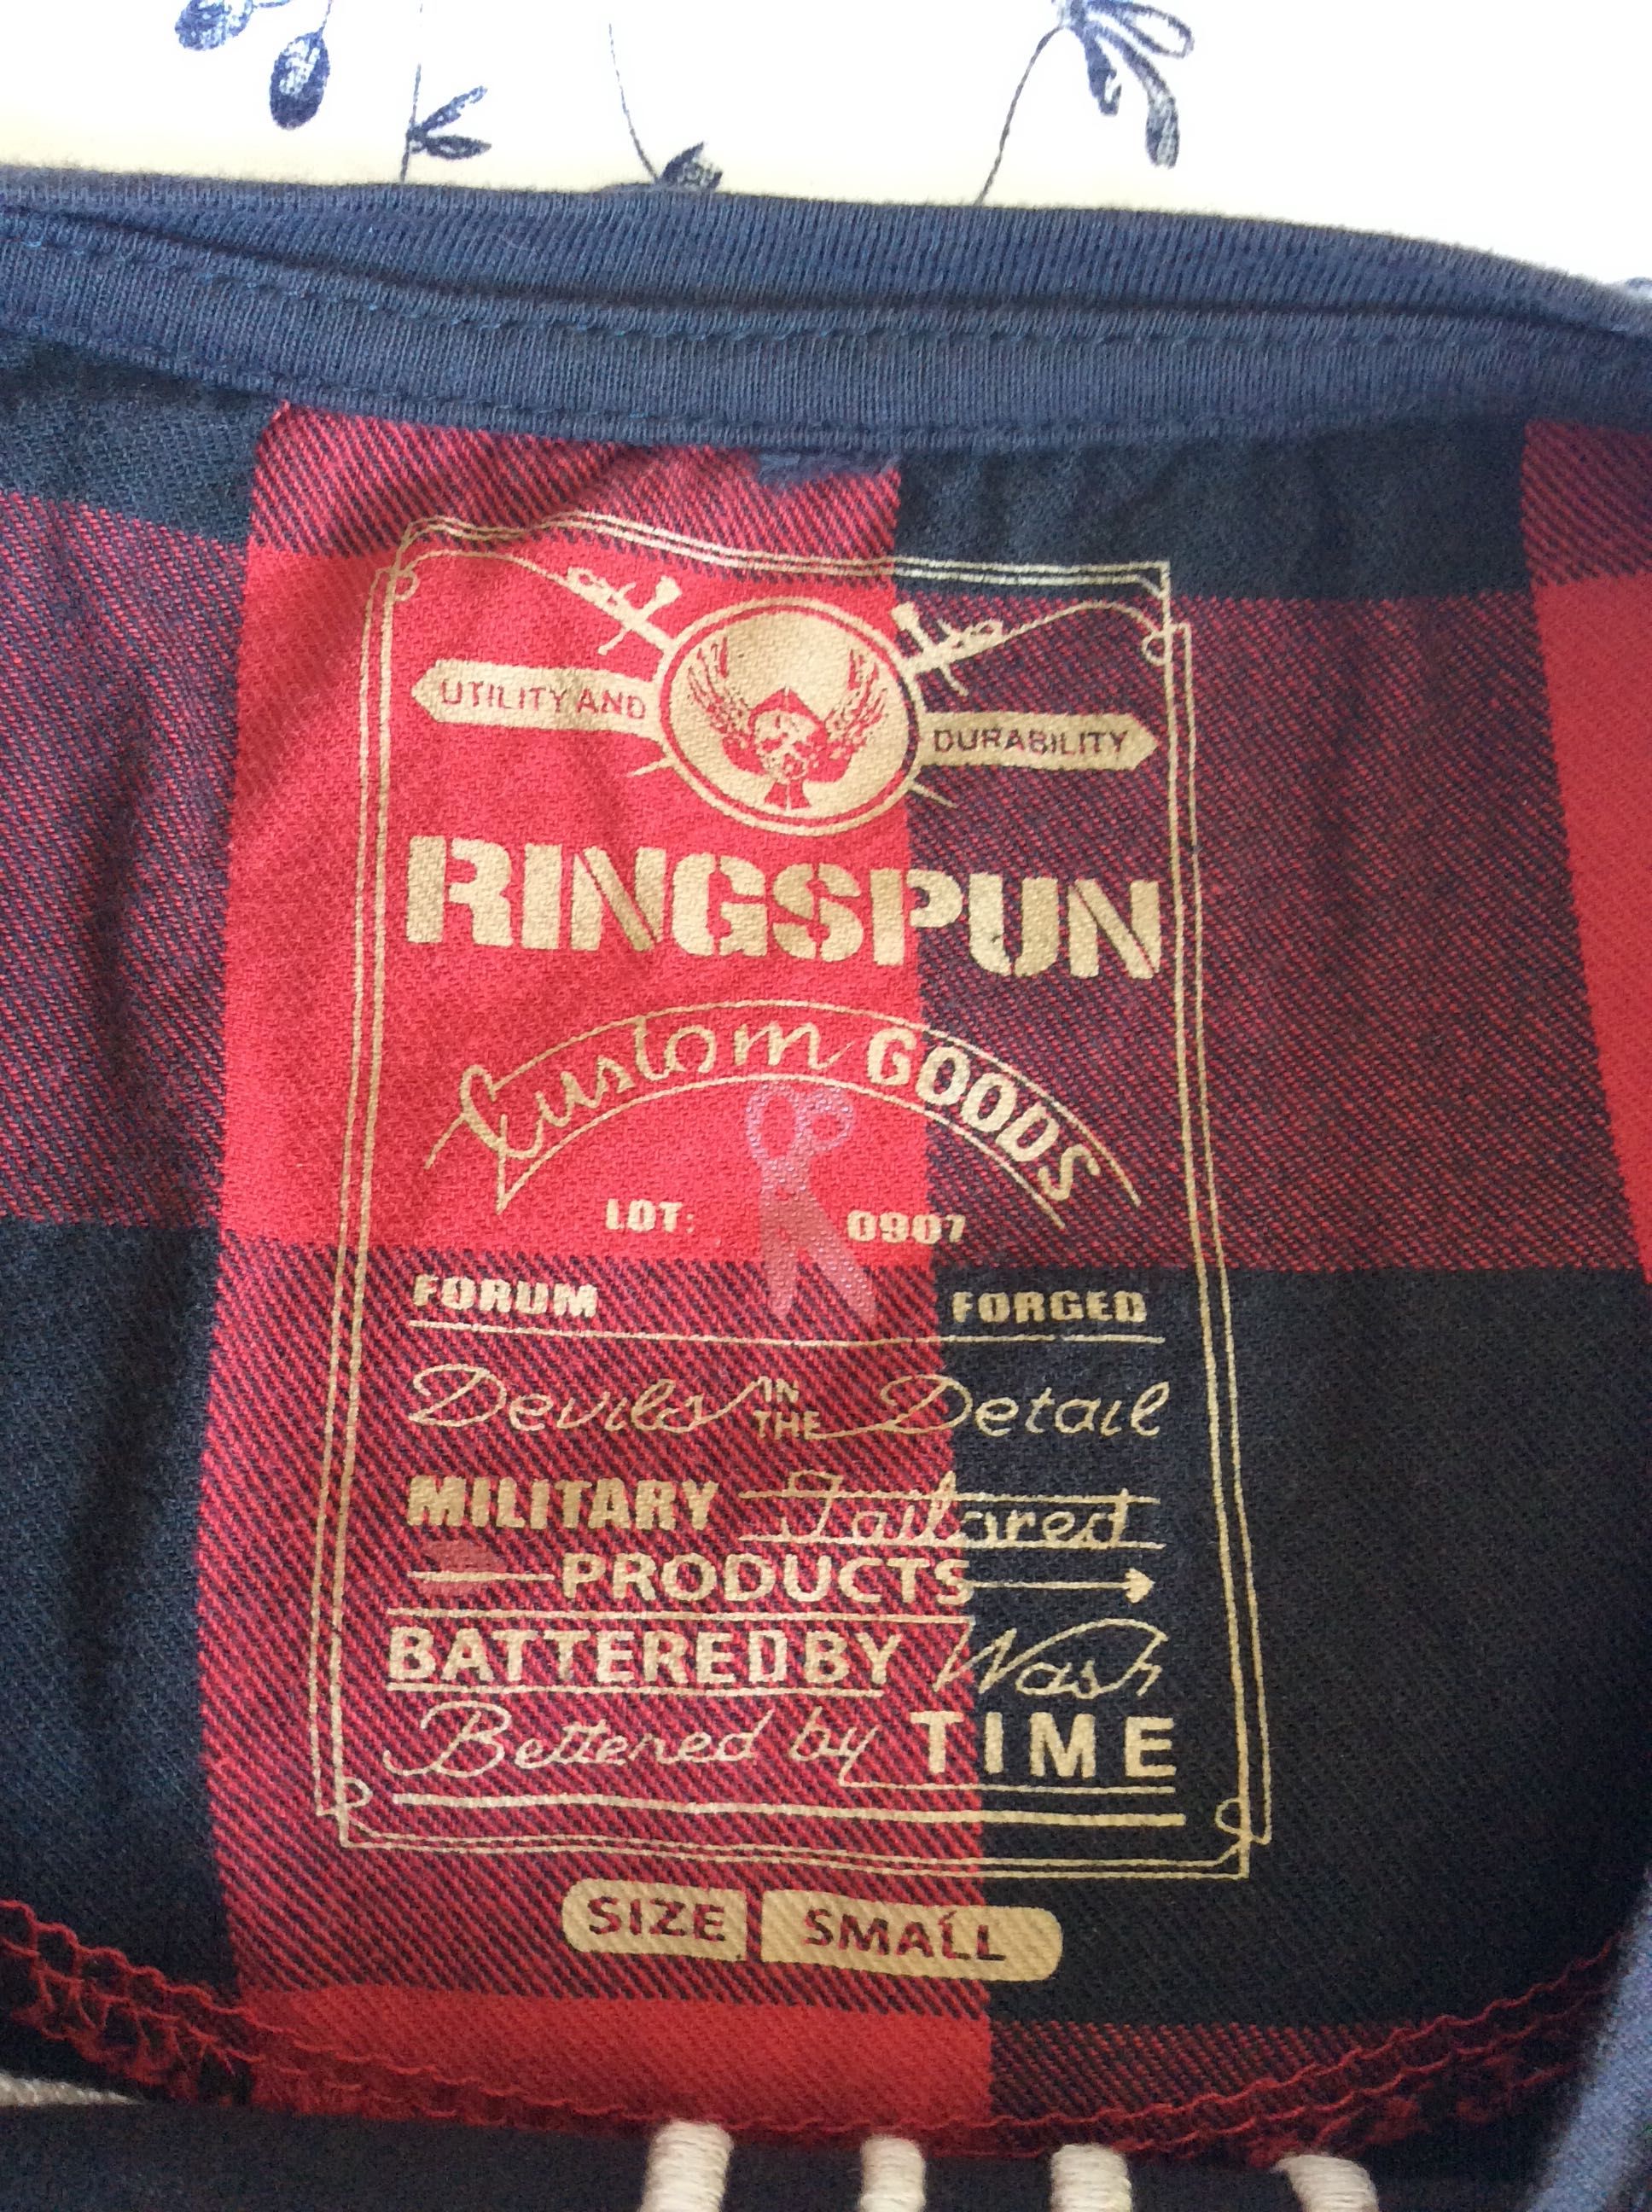 UTILITY AND DURABILITY
RINGSPUN
Custom GOODS
LOT: 0907
FORUM FORGED
Devils IN THE Detail
MILITARY Tailored
PRODUCTS
BATTERED BY Wash
Bettered by TIME
SIZE SMALL